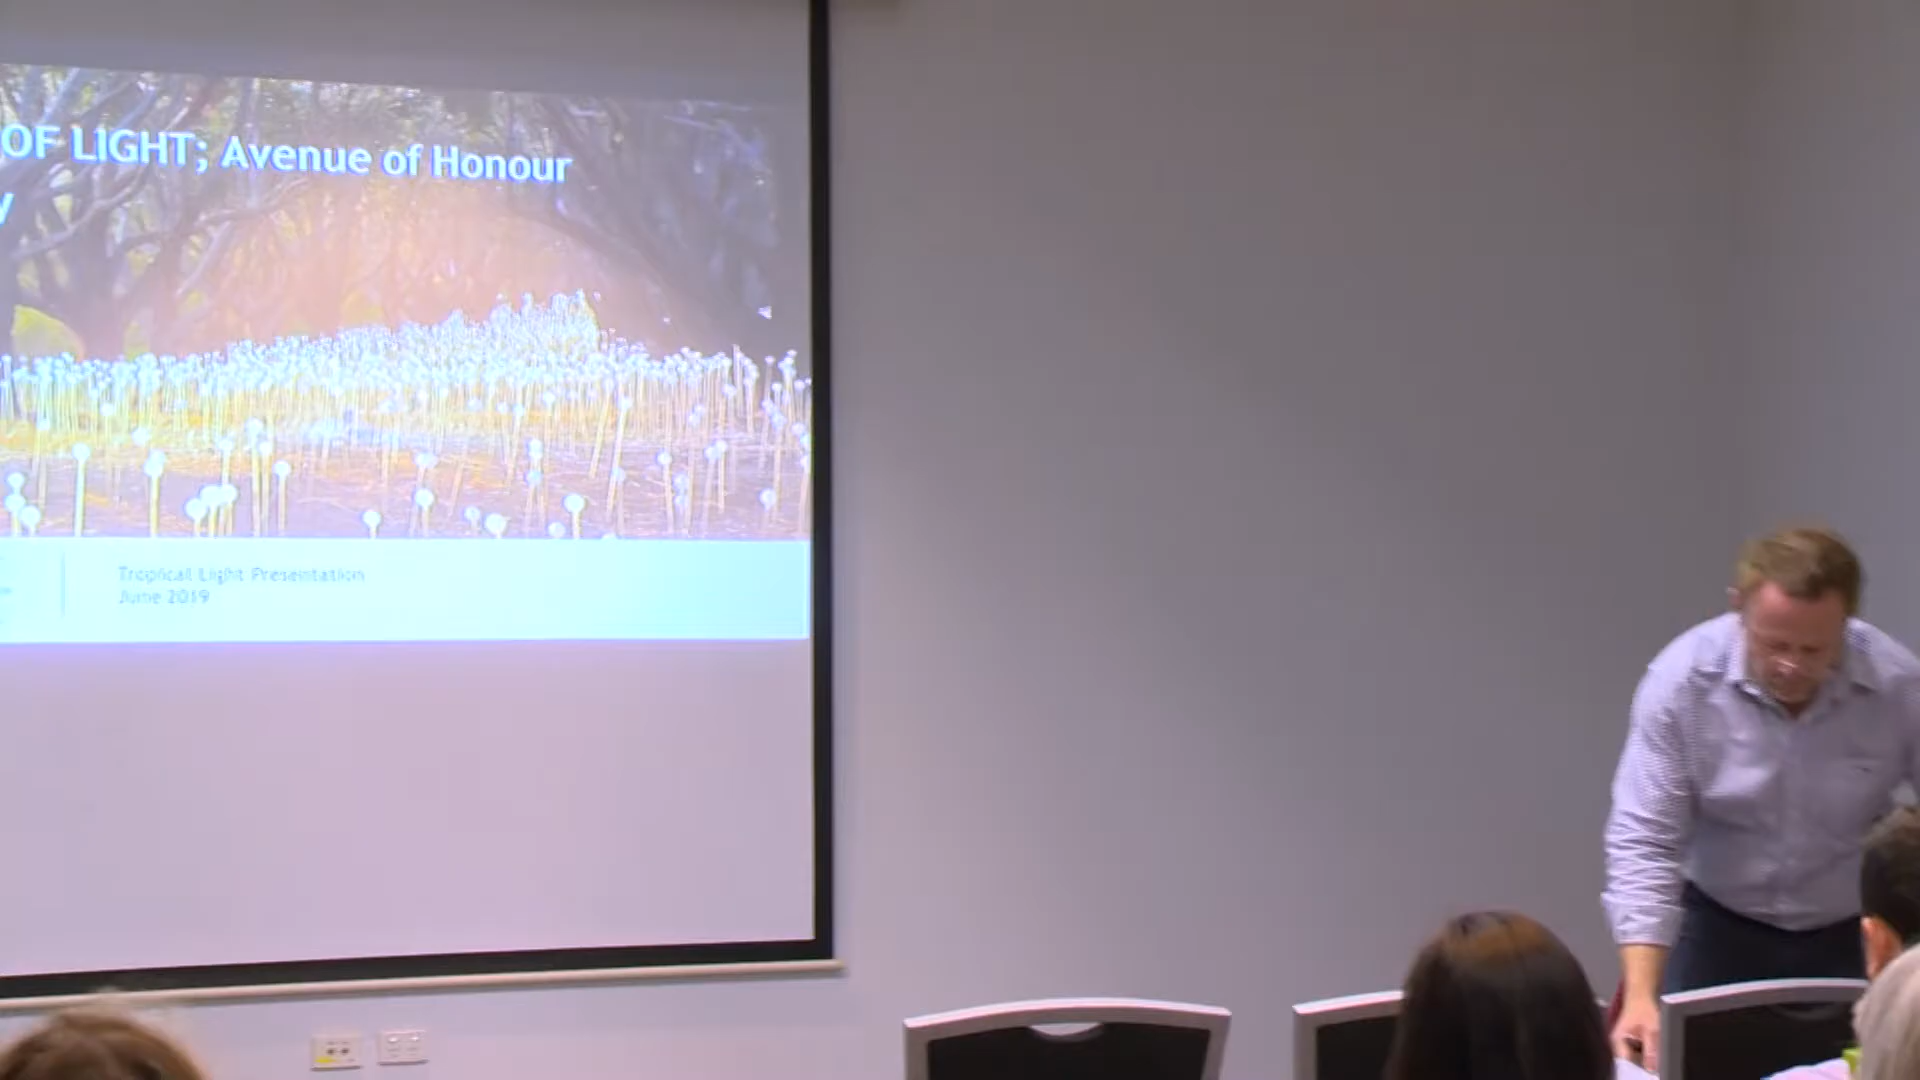 OF LIGHT; Avenue of Honour
Tropical Light Presentation
June 2019